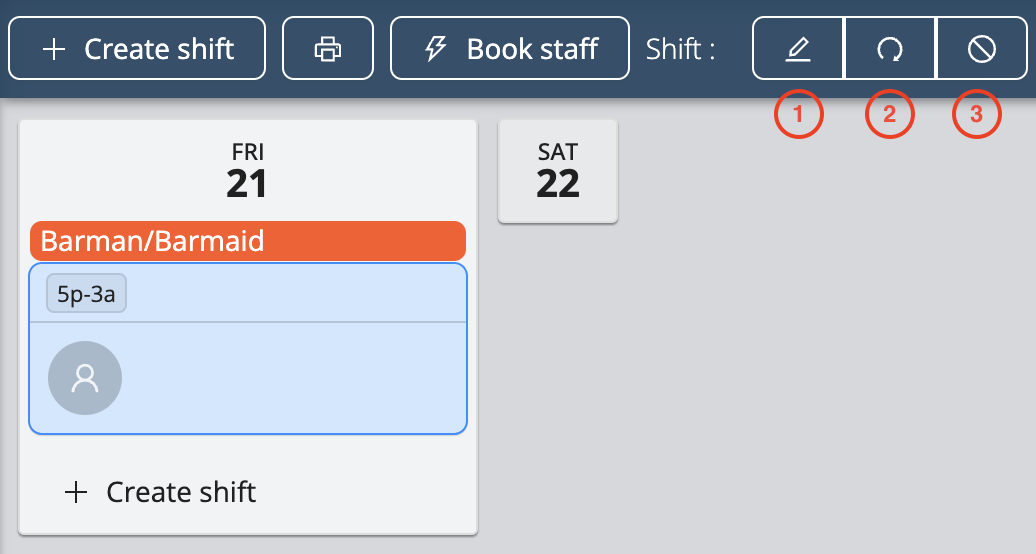 Create shift
Book staff
Shift :
1
2
3
FRI
21
Barman/Barmaid
5p-3a
Create shift
SAT
22